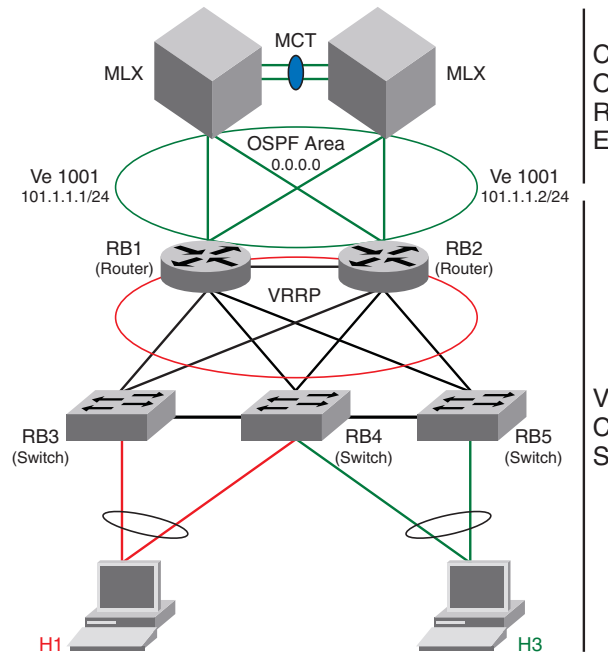 MCT
MLX
MLX
C
O
R
E
OSPF Area
0.0.0.0
Ve 1001
101.1.1.1/24
Ve 1001
101.1.1.2/24
RB1
(Router)
RB2
(Router)
VRRP
V
C
S
RB3
(Switch)
RB4
(Switch)
RB5
(Switch)
H1
H3